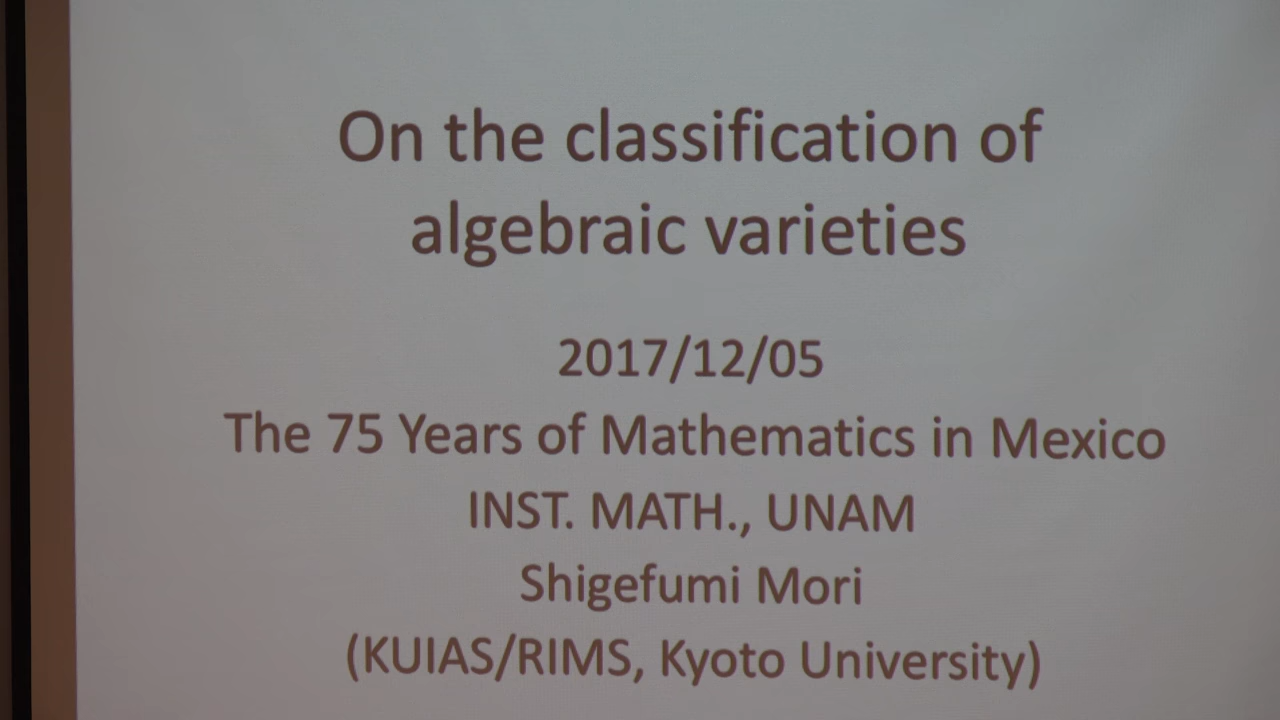 On the classification of
algebraic varieties
2017/12/05
The 75 Years of Mathematics in Mexico
INST. MATH., UNAM
Shigefumi Mori
(KUIAS/RIMS, Kyoto University)